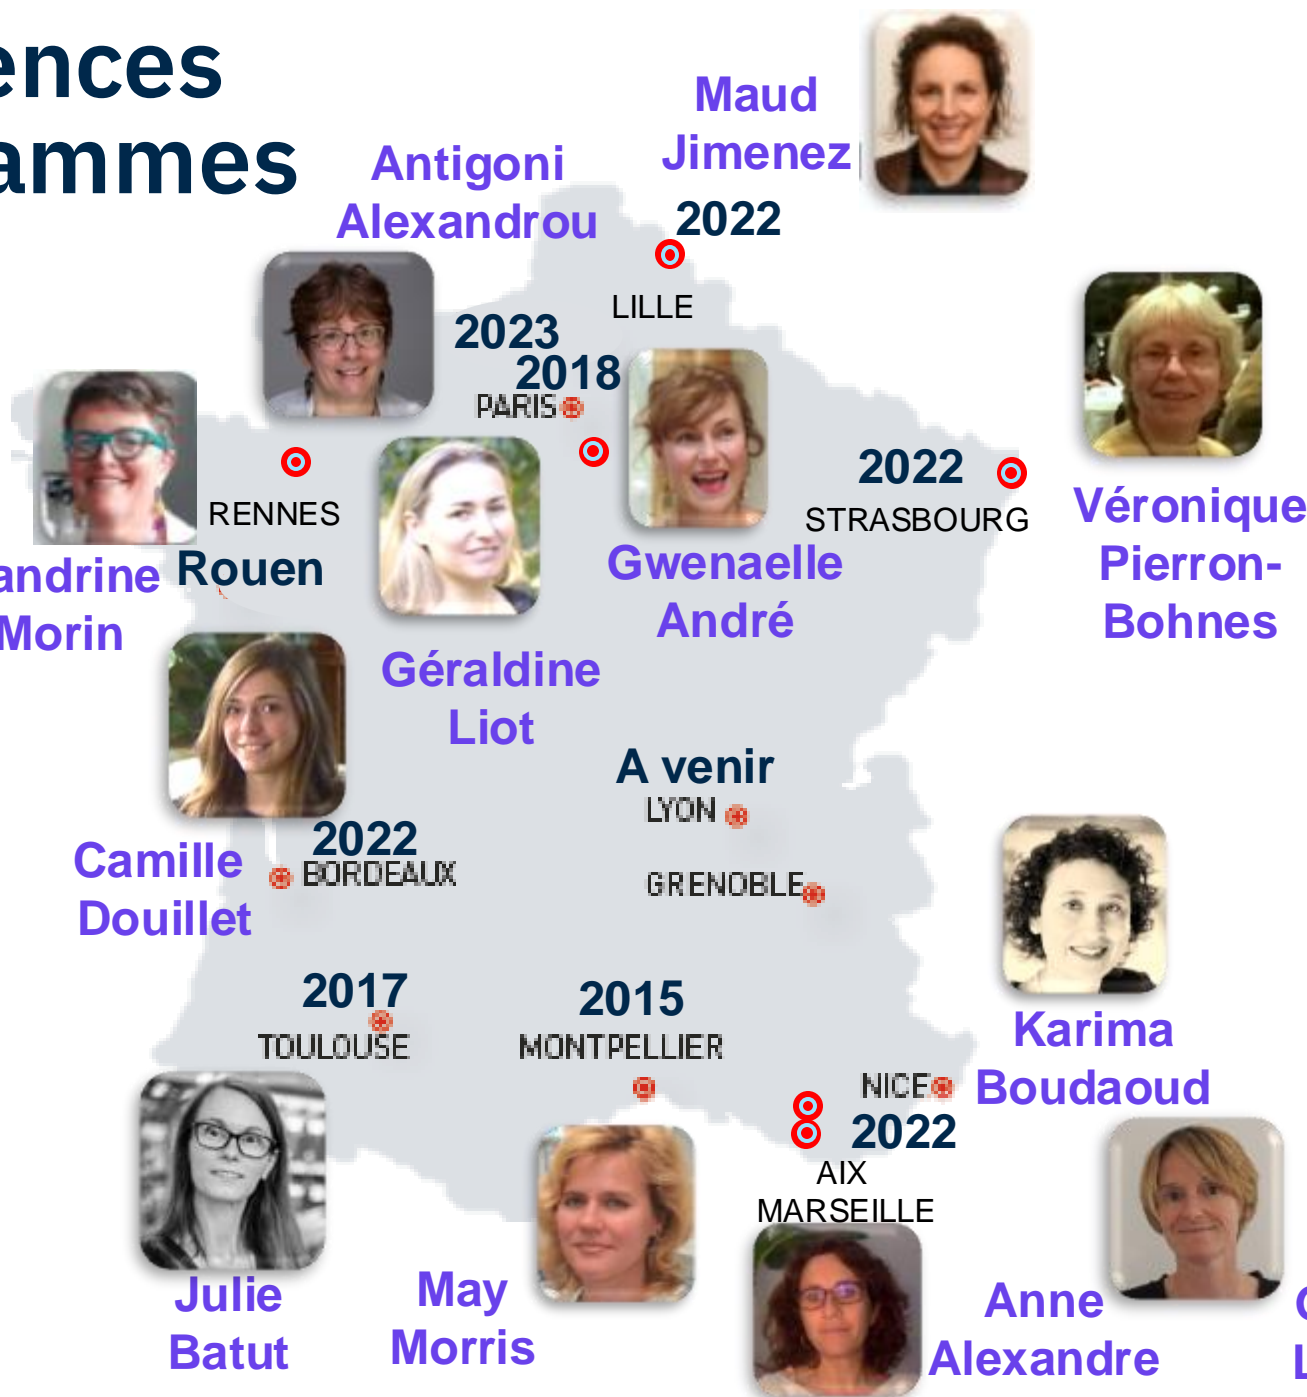 ences
ammes
Maud
Jimenez
2022
LILLE
Antigoni
Alexandrou
2023
2018
PARIS
RENNES
Rouen
andrine
Morin
Géraldine
Liot
Gwenaelle
André
2022
STRASBOURG
Véronique
Pierron-
Bohnes
A venir
LYON
GRENOBLE
Camille
Douillet
2022
BORDEAUX
2017
TOULOUSE
2015
MONTPELLIER
NICE
2022
Karima
Boudaoud
AIX
MARSEILLE
Julie
Batut
May
Morris
Anne
Alexandre